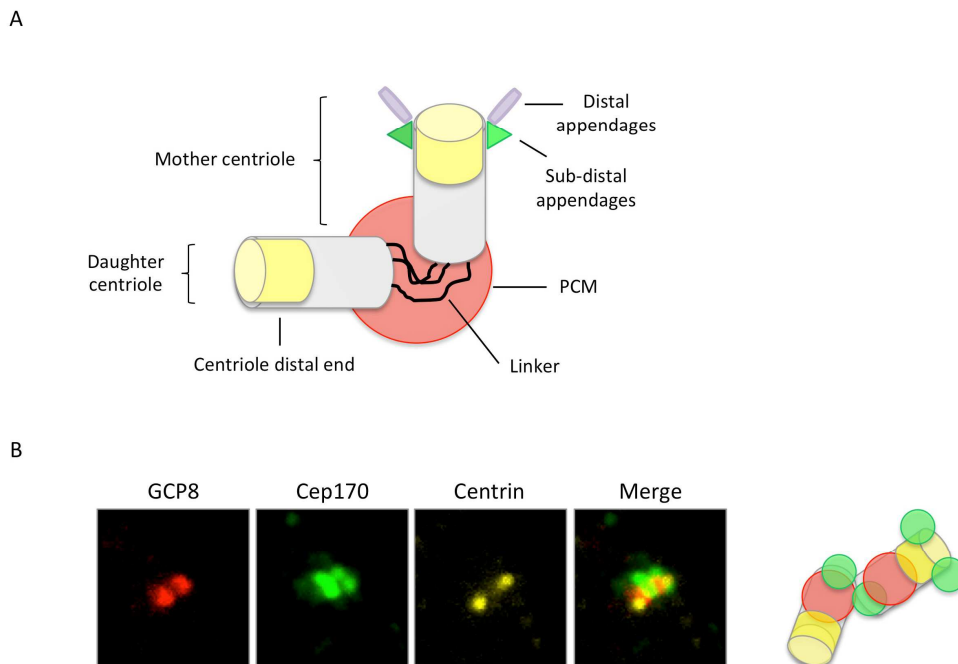 A
Distal
appendages
Mother centriole
Sub-distal
appendages
Daughter
centriole
PCM
Centriole distal end
Linker
B
GCP8
Cep170
Centrin
Merge